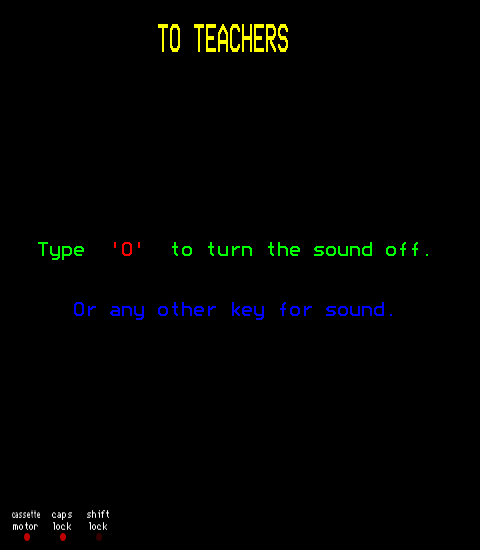 TO TEACHERS
Type 'O' to turn the sound off.
Or any other key for sound.
cassette motor
caps lock
shift lock